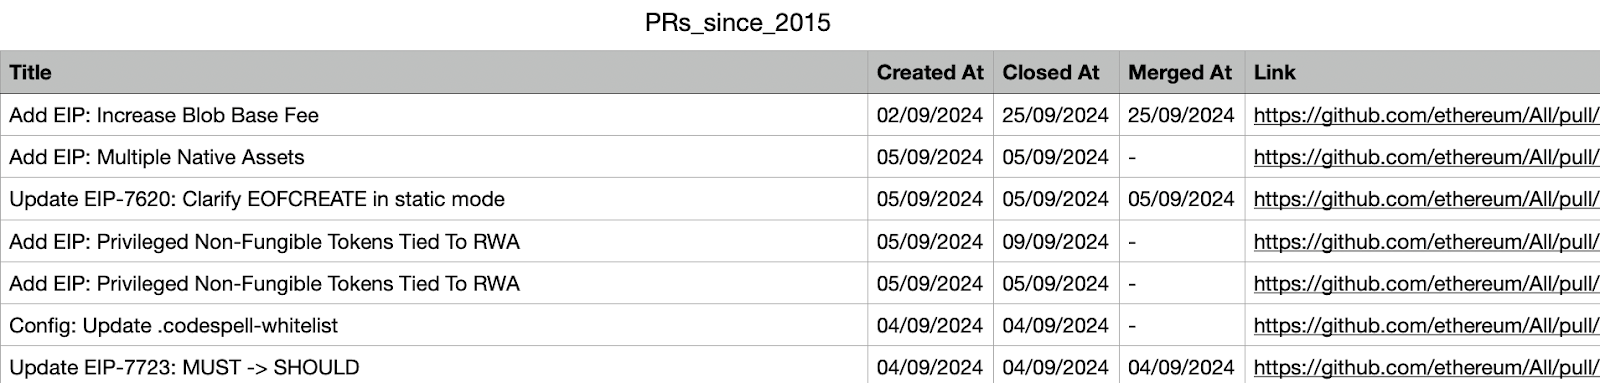 PRs_since_2015
Title Created At Closed At Merged At Link
Add EIP: Increase Blob Base Fee 02/09/2024 25/09/2024 25/09/2024 https://github.com/ethereum/All/pull/
Add EIP: Multiple Native Assets 05/09/2024 05/09/2024 - https://github.com/ethereum/All/pull/
Update EIP-7620: Clarify EOFCREATE in static mode 05/09/2024 05/09/2024 05/09/2024 https://github.com/ethereum/All/pull/
Add EIP: Privileged Non-Fungible Tokens Tied To RWA 05/09/2024 09/09/2024 - https://github.com/ethereum/All/pull/
Add EIP: Privileged Non-Fungible Tokens Tied To RWA 05/09/2024 05/09/2024 - https://github.com/ethereum/All/pull/
Config: Update .codespell-whitelist 04/09/2024 04/09/2024 - https://github.com/ethereum/All/pull/
Update EIP-7723: MUST -> SHOULD 04/09/2024 04/09/2024 04/09/2024 https://github.com/ethereum/All/pull/